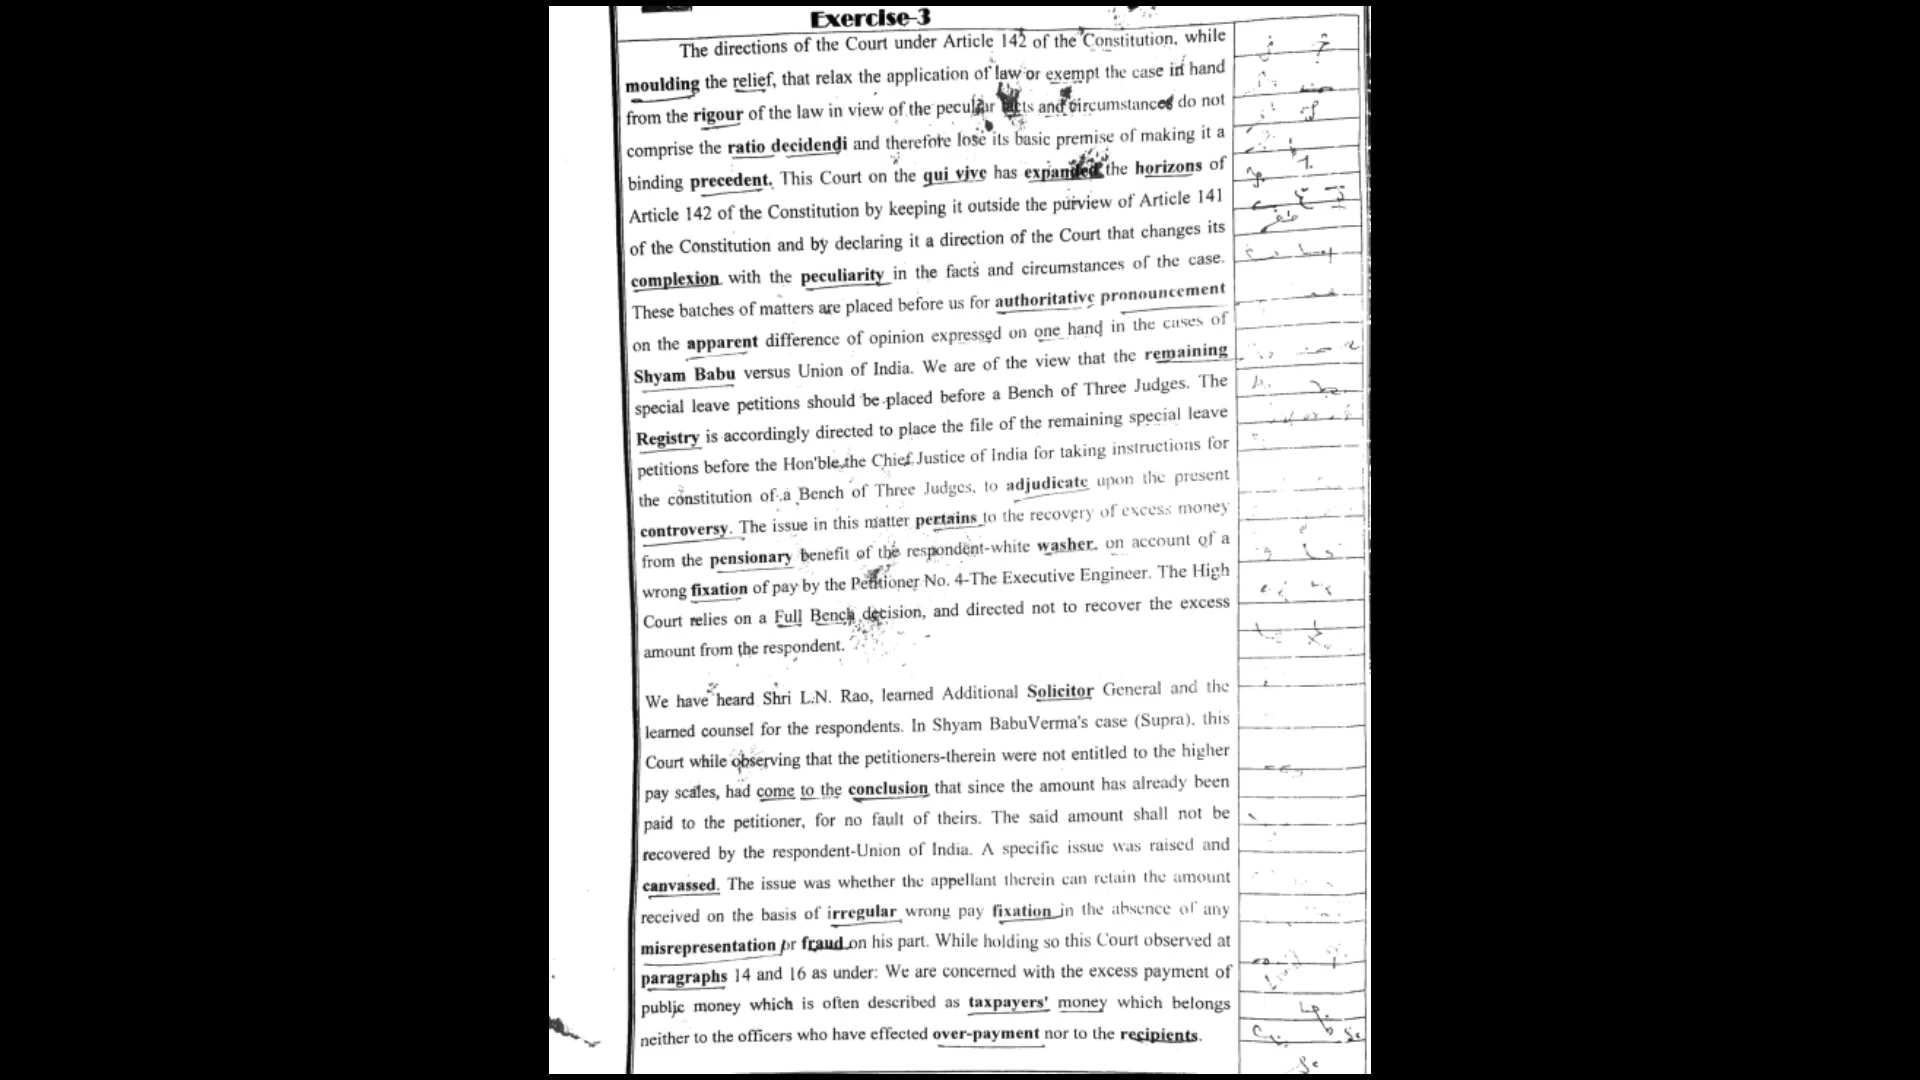 Exercise-3
The directions of the Court under Article 142 of the Constitution, while
moulding the relief, that relax the application of law or exempt the case in hand
from the rigour of the law in view of the peculiar facts and circumstances do not
comprise the ratio decidendi and therefore lose its basic premise of making it a
binding precedent. This Court on the qui vive has expanded the horizons of
Article 142 of the Constitution by keeping it outside the purview of Article 141
of the Constitution and by declaring it a direction of the Court that changes its
complexion with the peculiarity in the facts and circumstances of the case.
These batches of matters are placed before us for authoritative pronouncement
on the apparent difference of opinion expressed on one hand in the cases of
Shyam Babu versus Union of India. We are of the view that the remaining
special leave petitions should be placed before a Bench of Three Judges. The
Registry is accordingly directed to place the file of the remaining special leave
petitions before the Hon'ble the Chief Justice of India for taking instructions for
the constitution of a Bench of Three Judges, to adjudicate upon the present
controversy. The issue in this matter pertains to the recovery of excess money
from the pensionary benefit of the respondent-white washer, on account of a
wrong fixation of pay by the Petitioner No. 4-The Executive Engineer. The High
Court relies on a Full Bench decision, and directed not to recover the excess
amount from the respondent.
We have heard Shri L.N. Rao, learned Additional Solicitor General and the
learned counsel for the respondents. In Shyam BabuVerma's case (Supra), this
Court while observing that the petitioners-therein were not entitled to the higher
pay scales, had come to the conclusion that since the amount has already been
paid to the petitioner, for no fault of theirs. The said amount shall not be
recovered by the respondent-Union of India. A specific issue was raised and
canvassed. The issue was whether the appellant therein can retain the amount
received on the basis of irregular wrong pay fixation in the absence of any
misrepresentation or fraud on his part. While holding so this Court observed at
paragraphs 14 and 16 as under: We are concerned with the excess payment of
public money which is often described as taxpayers' money which belongs
neither to the officers who have effected over-payment nor to the recipients.